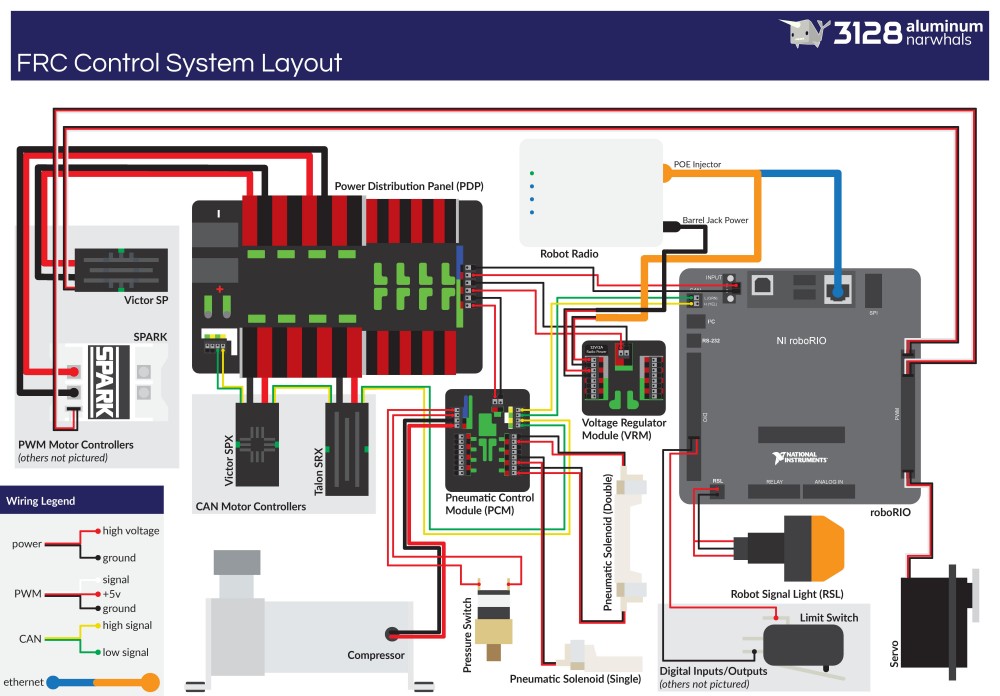 3128 aluminum
narwhals
FRC Control System Layout
Power Distribution Panel (PDP)
POE Injector
Barrel Jack Power
Robot Radio
Victor SP
SPARK
SPARK
PWM Motor Controllers
(others not pictured)
INPUT
I²C
RS-232
SPI
NI roboRIO
DIO
PWM
NATIONAL
INSTRUMENTS
RSL
RELAY
ANALOG IN
roboRIO
Voltage Regulator
Module (VRM)
Victor SPX
Talon SRX
CAN Motor Controllers
Pneumatic Control
Module (PCM)
Pneumatic Solenoid (Double)
Robot Signal Light (RSL)
Limit Switch
Servo
Digital Inputs/Outputs
(others not pictured)
Pressure Switch
Pneumatic Solenoid (Single)
Compressor
Wiring Legend
power
high voltage
ground
PWM
signal
+5v
ground
CAN
high signal
low signal
ethernet